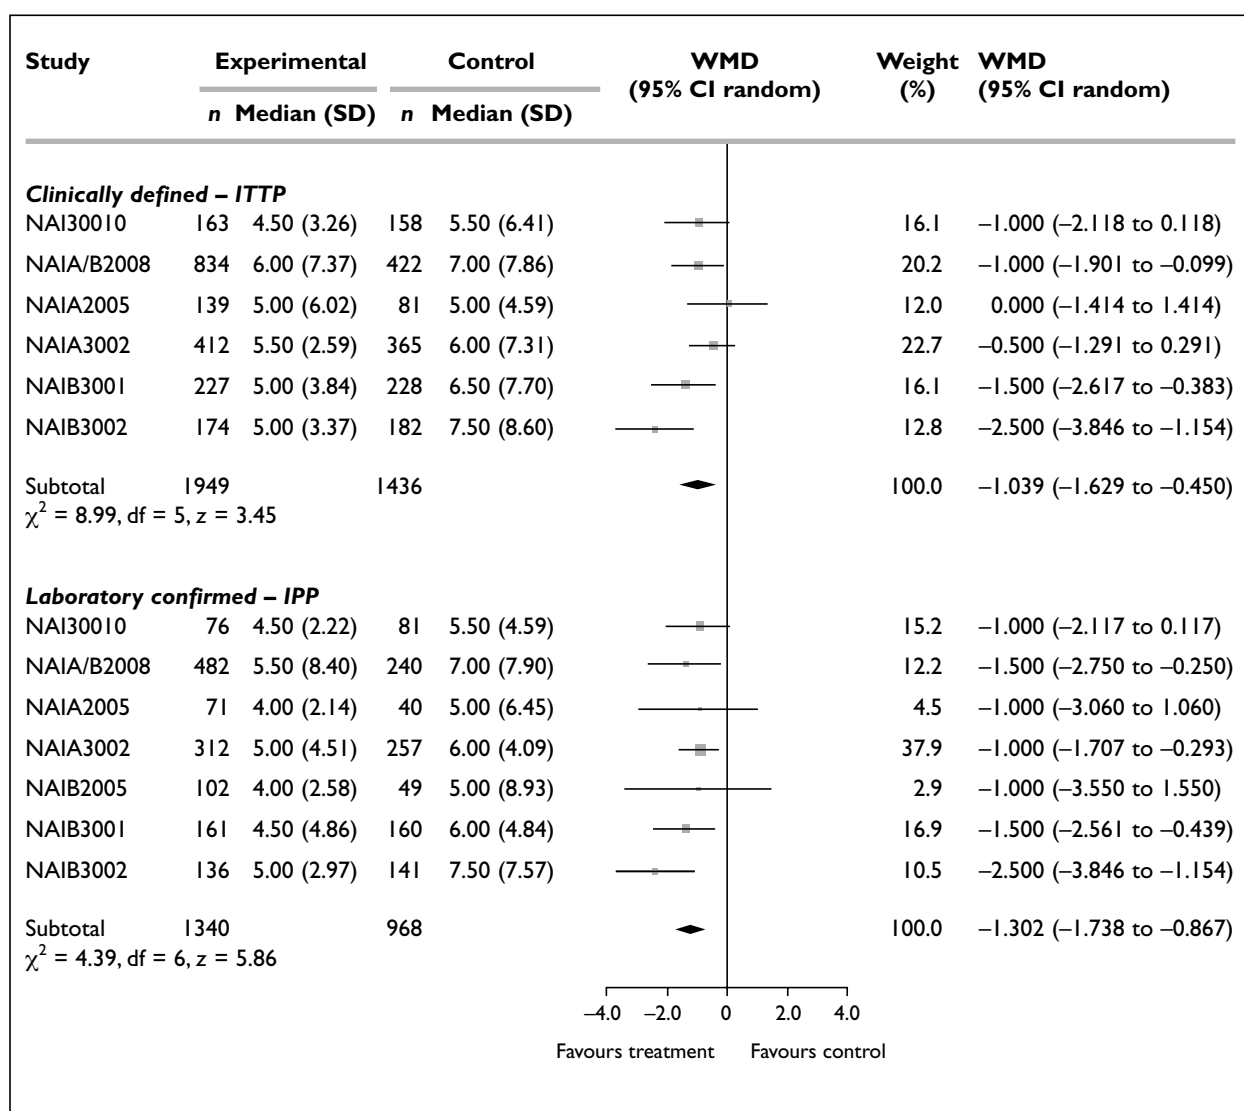 Study Experimental Control WMD Weight WMD
(95% CI random) (%) (95% CI random)
n Median (SD) n Median (SD)
Clinically defined – ITTP
NAI30010 163 4.50 (3.26) 158 5.50 (6.41) 16.1 –1.000 (–2.118 to 0.118)
NAIA/B2008 834 6.00 (7.37) 422 7.00 (7.86) 20.2 –1.000 (–1.901 to –0.099)
NAIA2005 139 5.00 (6.02) 81 5.00 (4.59) 12.0 0.000 (–1.414 to 1.414)
NAIA3002 412 5.50 (2.59) 365 6.00 (7.31) 22.7 –0.500 (–1.291 to 0.291)
NAIB3001 227 5.00 (3.84) 228 6.50 (7.70) 16.1 –1.500 (–2.617 to –0.383)
NAIB3002 174 5.00 (3.37) 182 7.50 (8.60) 12.8 –2.500 (–3.846 to –1.154)
Subtotal 1949 1436 100.0 –1.039 (–1.629 to –0.450)
χ² = 8.99, df = 5, z = 3.45
Laboratory confirmed – IPP
NAI30010 76 4.50 (2.22) 81 5.50 (4.59) 15.2 –1.000 (–2.117 to 0.117)
NAIA/B2008 482 5.50 (8.40) 240 7.00 (7.90) 12.2 –1.500 (–2.750 to –0.250)
NAIA2005 71 4.00 (2.14) 40 5.00 (6.45) 4.5 –1.000 (–3.060 to 1.060)
NAIA3002 312 5.00 (4.51) 257 6.00 (4.09) 37.9 –1.000 (–1.707 to –0.293)
NAIB2005 102 4.00 (2.58) 49 5.00 (8.93) 2.9 –1.000 (–3.550 to 1.550)
NAIB3001 161 4.50 (4.86) 160 6.00 (4.84) 16.9 –1.500 (–2.561 to –0.439)
NAIB3002 136 5.00 (2.97) 141 7.50 (7.57) 10.5 –2.500 (–3.846 to –1.154)
Subtotal 1340 968 100.0 –1.302 (–1.738 to –0.867)
χ² = 4.39, df = 6, z = 5.86
–4.0 –2.0 0 2.0 4.0
Favours treatment Favours control